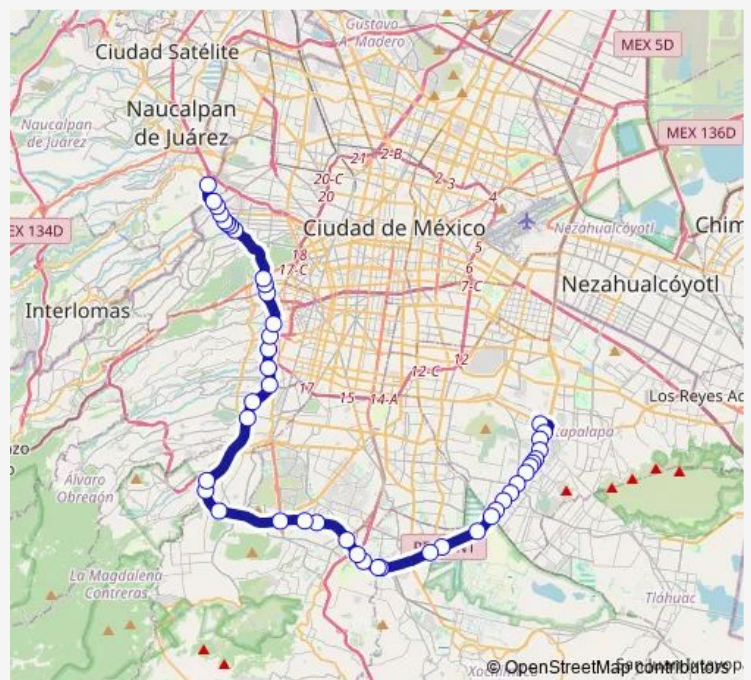 Gustavo
A. Madero
Ciudad Satélite
MEX 5D
Naucalpan
de Juárez
Naucalpan
de Juárez
MEX 136D
21
2-B
20-C
20
2-3
4
EX 134D
Ciudad de México
Nezahualcóyotl
Chim
5
18
17-C
6
7-C
Nezahualcóyotl
Interlomas
12
12-C
17
15
14-A
Los Reyes Ac
Álvaro
Obregón
La Magdalena
Contreras
Tláhuac
© OpenStreetMap contributors